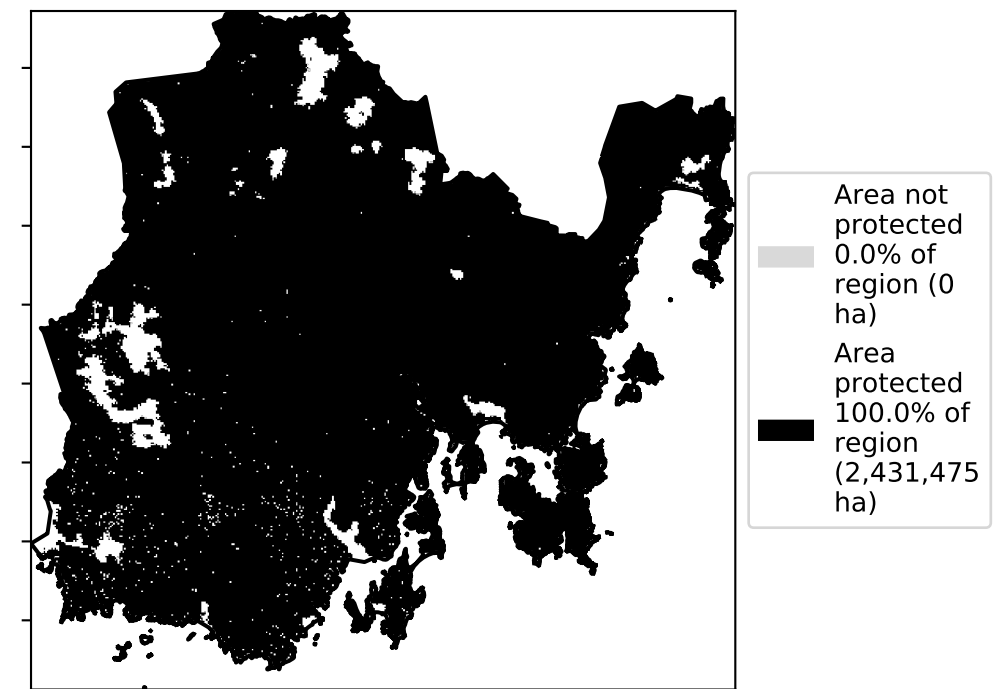 Area not
protected
0.0% of
region (0
ha)
Area
protected
100.0% of
region
(2,431,475
ha)